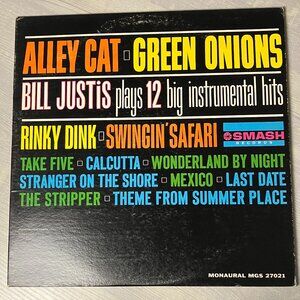 ALLEY CAT GREEN ONIONS
BILL JUSTIS plays 12 big instrumental hits
RINKY DINK SWINGIN' SAFARI
SMASH
RECORDS
TAKE FIVE CALCUTTA WONDERLAND BY NIGHT
STRANGER ON THE SHORE MEXICO LAST DATE
THE STRIPPER THEME FROM SUMMER PLACE
MONAURAL MGS 27021